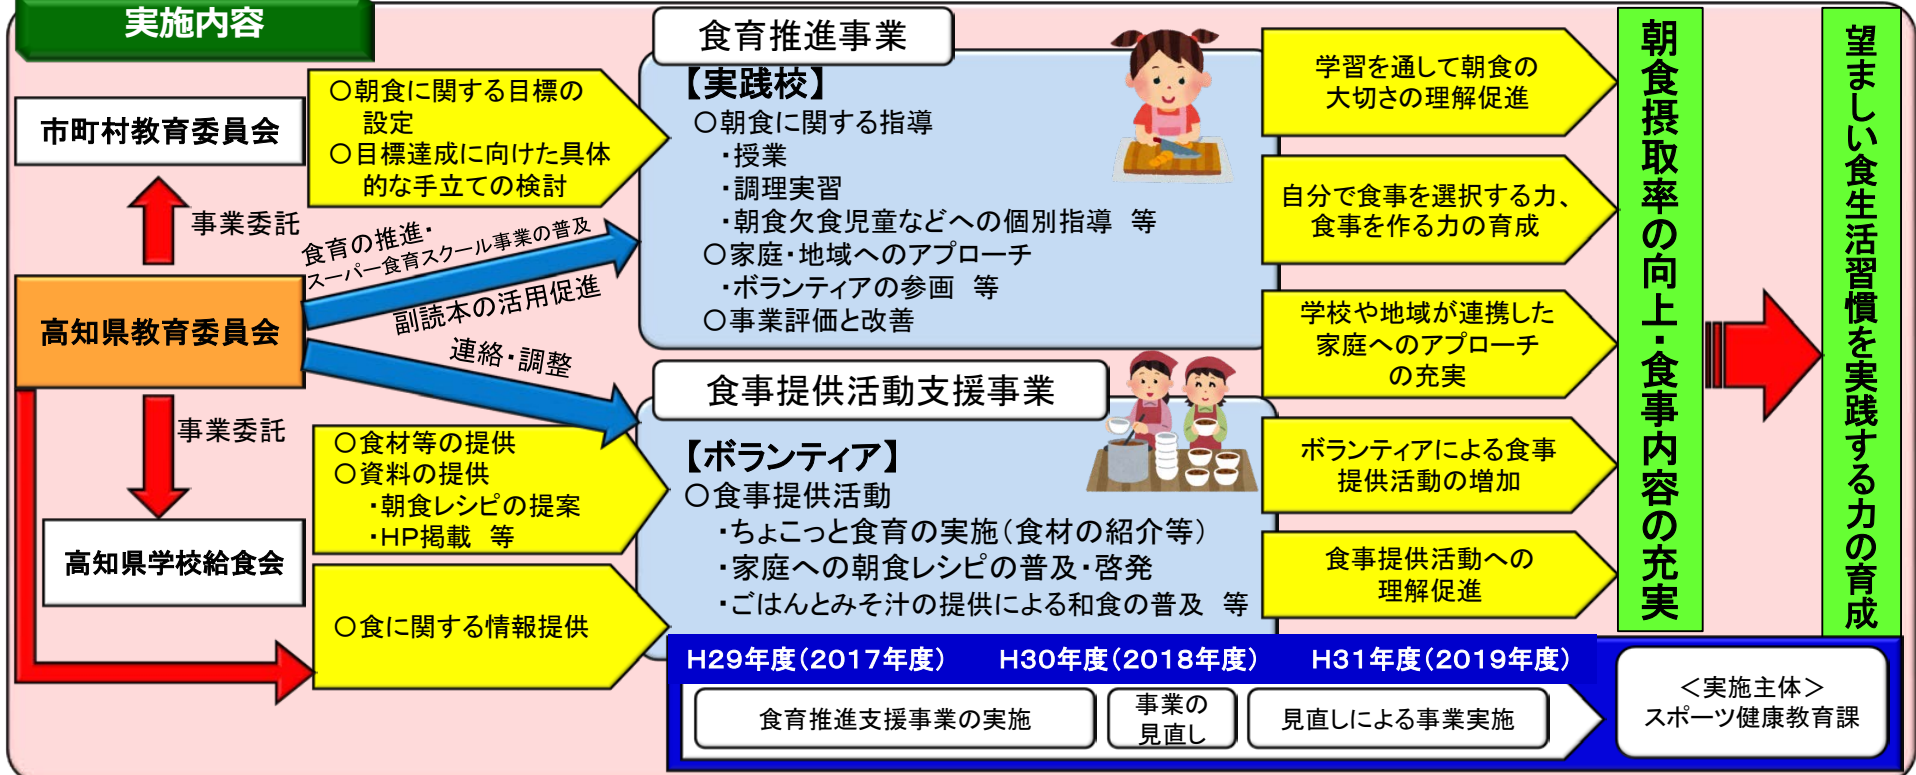 実施内容
市町村教育委員会
事業委託
高知県教育委員会
事業委託
高知県学校給食会
○朝食に関する目標の
設定
○目標達成に向けた具体
的な手立ての検討
食育の推進・
スーパー食育スクール事業の普及
副読本の活用促進
連絡・調整
○食材等の提供
○資料の提供
・朝食レシピの提案
・HP掲載 等
○食に関する情報提供
食育推進事業
【実践校】
○朝食に関する指導
・授業
・調理実習
・朝食欠食児童などへの個別指導 等
○家庭・地域へのアプローチ
・ボランティアの参画 等
○事業評価と改善
食事提供活動支援事業
【ボランティア】
○食事提供活動
・ちょこっと食育の実施(食材の紹介等)
・家庭への朝食レシピの普及・啓発
・ごはんとみそ汁の提供による和食の普及 等
学習を通して朝食の
大切さの理解促進
自分で食事を選択する力、
食事を作る力の育成
学校や地域が連携した
家庭へのアプローチ
の充実
ボランティアによる食事
提供活動の増加
食事提供活動への
理解促進
朝食摂取率の向上・食事内容の充実
望ましい食生活習慣を実践する力の育成
H29年度(2017年度) H30年度(2018年度) H31年度(2019年度)
食育推進支援事業の実施
事業の
見直し
見直しによる事業実施
<実施主体>
スポーツ健康教育課